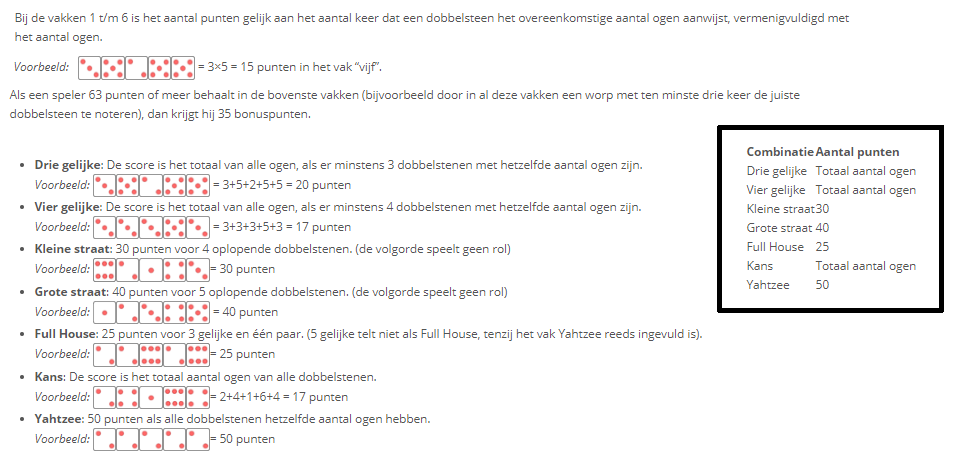 Bij de vakken 1 t/m 6 is het aantal punten gelijk aan het aantal keer dat een dobbelsteen het overeenkomstige aantal ogen aanwijst, vermenigvuldigd met
het aantal ogen.
Voorbeeld: = 3×5 = 15 punten in het vak “vijf”.
Als een speler 63 punten of meer behaalt in de bovenste vakken (bijvoorbeeld door in al deze vakken een worp met ten minste drie keer de juiste
dobbelsteen te noteren), dan krijgt hij 35 bonuspunten.
• Drie gelijke: De score is het totaal van alle ogen, als er minstens 3 dobbelstenen met hetzelfde aantal ogen zijn.
Voorbeeld: = 3+5+2+5+5 = 20 punten
• Vier gelijke: De score is het totaal van alle ogen, als er minstens 4 dobbelstenen met hetzelfde aantal ogen zijn.
Voorbeeld: = 3+3+3+5+3 = 17 punten
• Kleine straat: 30 punten voor 4 oplopende dobbelstenen. (de volgorde speelt geen rol)
Voorbeeld: = 30 punten
• Grote straat: 40 punten voor 5 oplopende dobbelstenen. (de volgorde speelt geen rol)
Voorbeeld: = 40 punten
• Full House: 25 punten voor 3 gelijke en één paar. (5 gelijke telt niet als Full House, tenzij het vak Yahtzee reeds ingevuld is).
Voorbeeld: = 25 punten
• Kans: De score is het totaal aantal ogen van alle dobbelstenen.
Voorbeeld: = 2+4+1+6+4 = 17 punten
• Yahtzee: 50 punten als alle dobbelstenen hetzelfde aantal ogen hebben.
Voorbeeld: = 50 punten
Combinatie Aantal punten
Drie gelijke Totaal aantal ogen
Vier gelijke Totaal aantal ogen
Kleine straat 30
Grote straat 40
Full House 25
Kans Totaal aantal ogen
Yahtzee 50